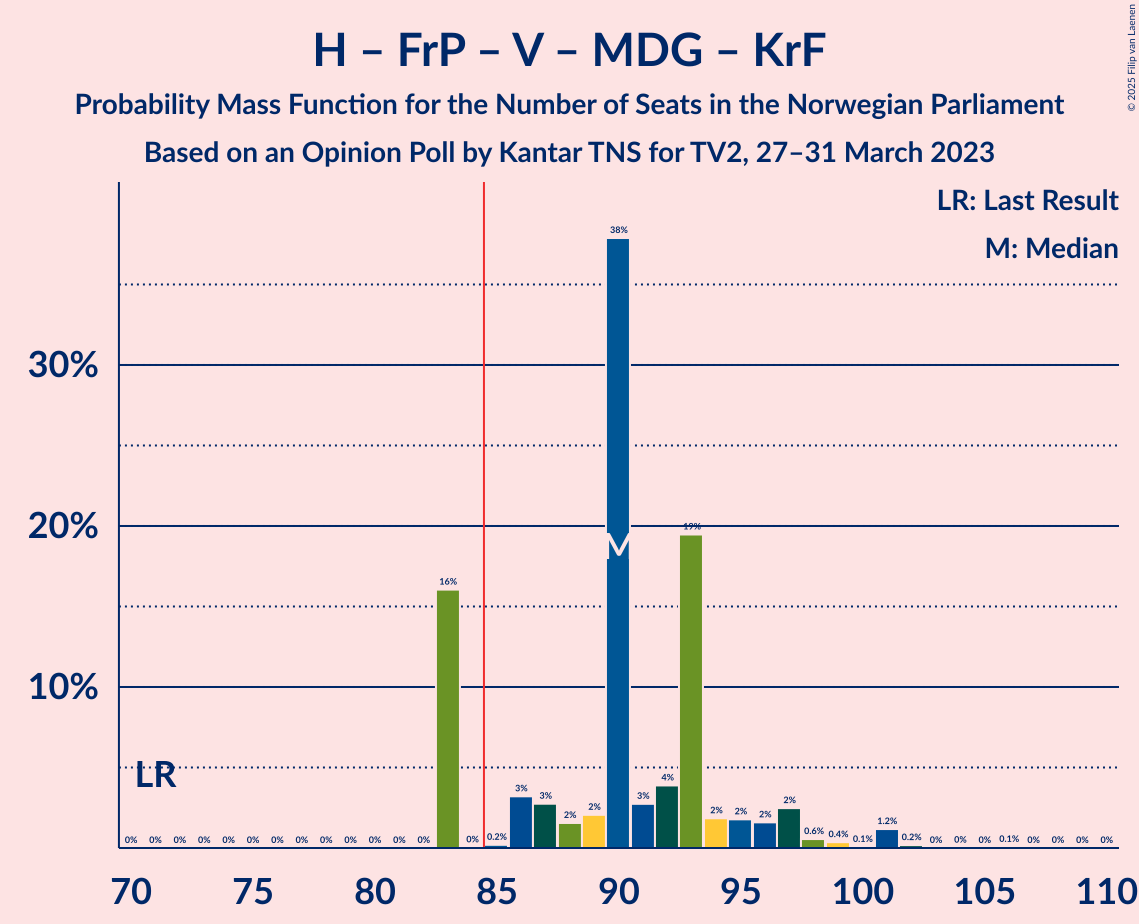 H – FrP – V – MDG – KrF
Probability Mass Function for the Number of Seats in the Norwegian Parliament
Based on an Opinion Poll by Kantar TNS for TV2, 27–31 March 2023
© 2025 Filip van Laenen
LR: Last Result
M: Median
38%
30%
20%
19%
M
16%
10%
LR
0% 0% 0% 0% 0% 0% 0% 0% 0% 0% 0% 0% 0% 0% 0.2% 3% 3% 2% 2% 3% 4% 2% 2% 2% 2% 0.6% 0.4% 0.1% 1.2% 0.2% 0% 0% 0% 0.1% 0% 0% 0% 0%
70 75 80 85 90 95 100 105 110